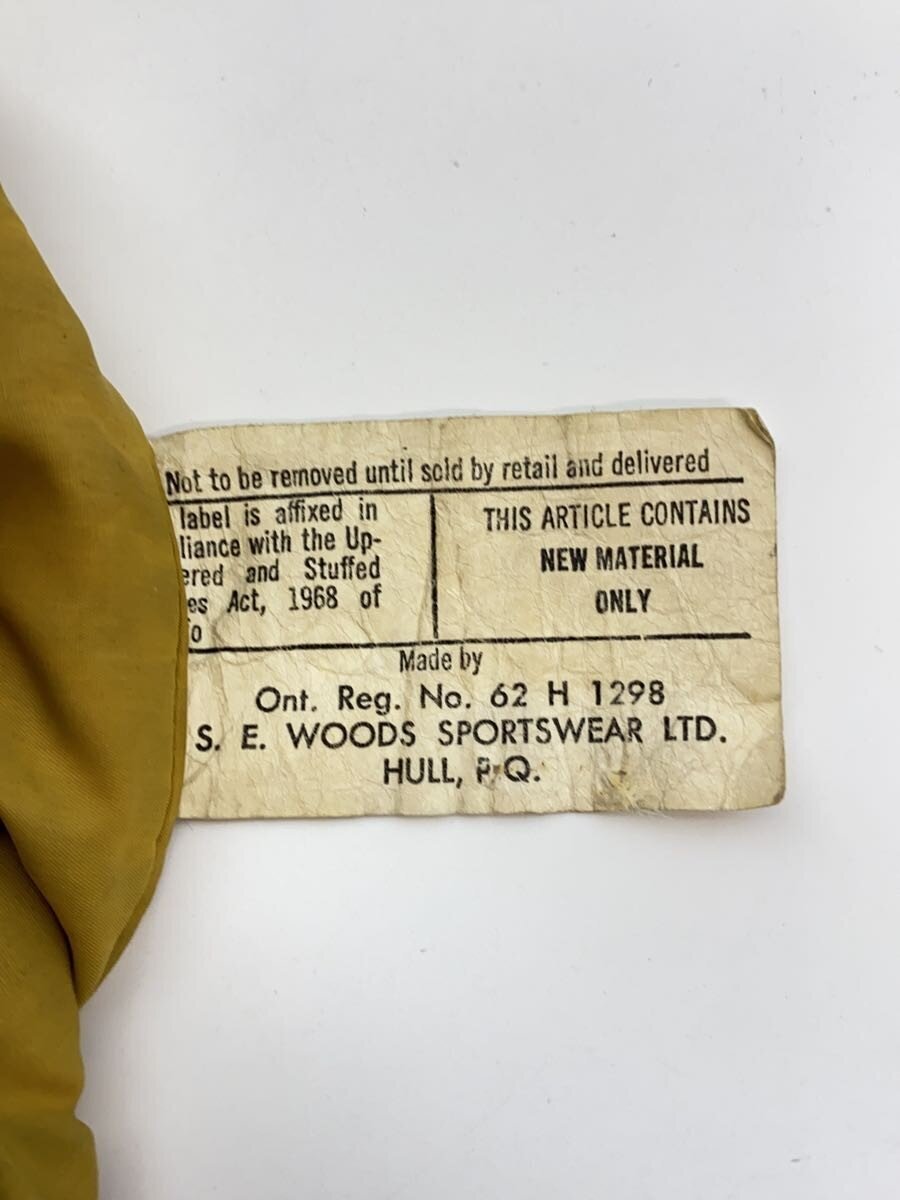 Not to be removed until sold by retail and delivered
label is affixed in
liance with the Up-
ered and Stuffed
es Act, 1968 of
io
THIS ARTICLE CONTAINS
NEW MATERIAL
ONLY
Made by
Ont. Reg. No. 62 H 1298
S. E. WOODS SPORTSWEAR LTD.
HULL, P.Q.